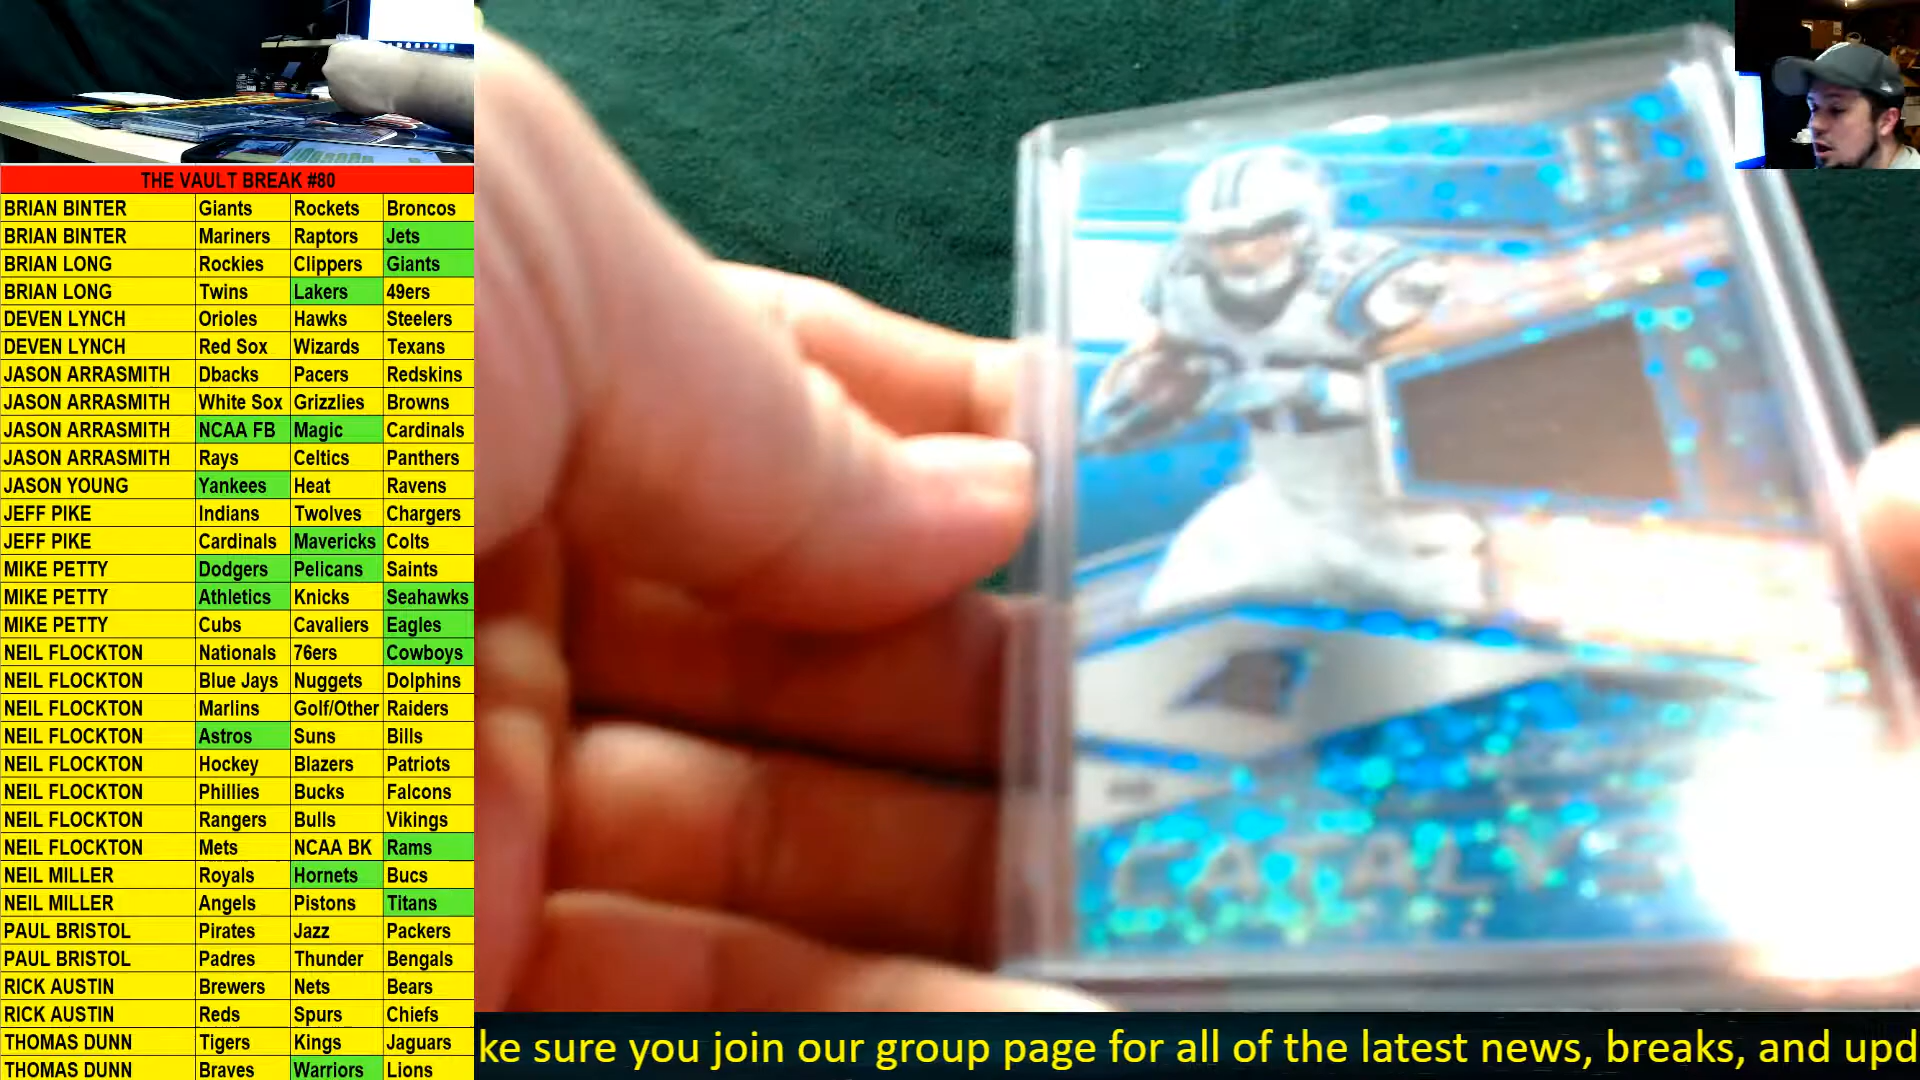 THE VAULT BREAK #80
BRIAN BINTER Giants Rockets Broncos
BRIAN BINTER Mariners Raptors Jets
BRIAN LONG Rockies Clippers Giants
BRIAN LONG Twins Lakers 49ers
DEVEN LYNCH Orioles Hawks Steelers
DEVEN LYNCH Red Sox Wizards Texans
JASON ARRASMITH Dbacks Pacers Redskins
JASON ARRASMITH White Sox Grizzlies Browns
JASON ARRASMITH NCAA FB Magic Cardinals
JASON ARRASMITH Rays Celtics Panthers
JASON YOUNG Yankees Heat Ravens
JEFF PIKE Indians Twolves Chargers
JEFF PIKE Cardinals Mavericks Colts
MIKE PETTY Dodgers Pelicans Saints
MIKE PETTY Athletics Knicks Seahawks
MIKE PETTY Cubs Cavaliers Eagles
NEIL FLOCKTON Nationals 76ers Cowboys
NEIL FLOCKTON Blue Jays Nuggets Dolphins
NEIL FLOCKTON Marlins Golf/Other Raiders
NEIL FLOCKTON Astros Suns Bills
NEIL FLOCKTON Hockey Blazers Patriots
NEIL FLOCKTON Phillies Bucks Falcons
NEIL FLOCKTON Rangers Bulls Vikings
NEIL FLOCKTON Mets NCAA BK Rams
NEIL MILLER Royals Hornets Bucs
NEIL MILLER Angels Pistons Titans
PAUL BRISTOL Pirates Jazz Packers
PAUL BRISTOL Padres Thunder Bengals
RICK AUSTIN Brewers Nets Bears
RICK AUSTIN Reds Spurs Chiefs
THOMAS DUNN Tigers Kings Jaguars
THOMAS DUNN Braves Warriors Lions
CATALYS
ke sure you join our group page for all of the latest news, breaks, and upd